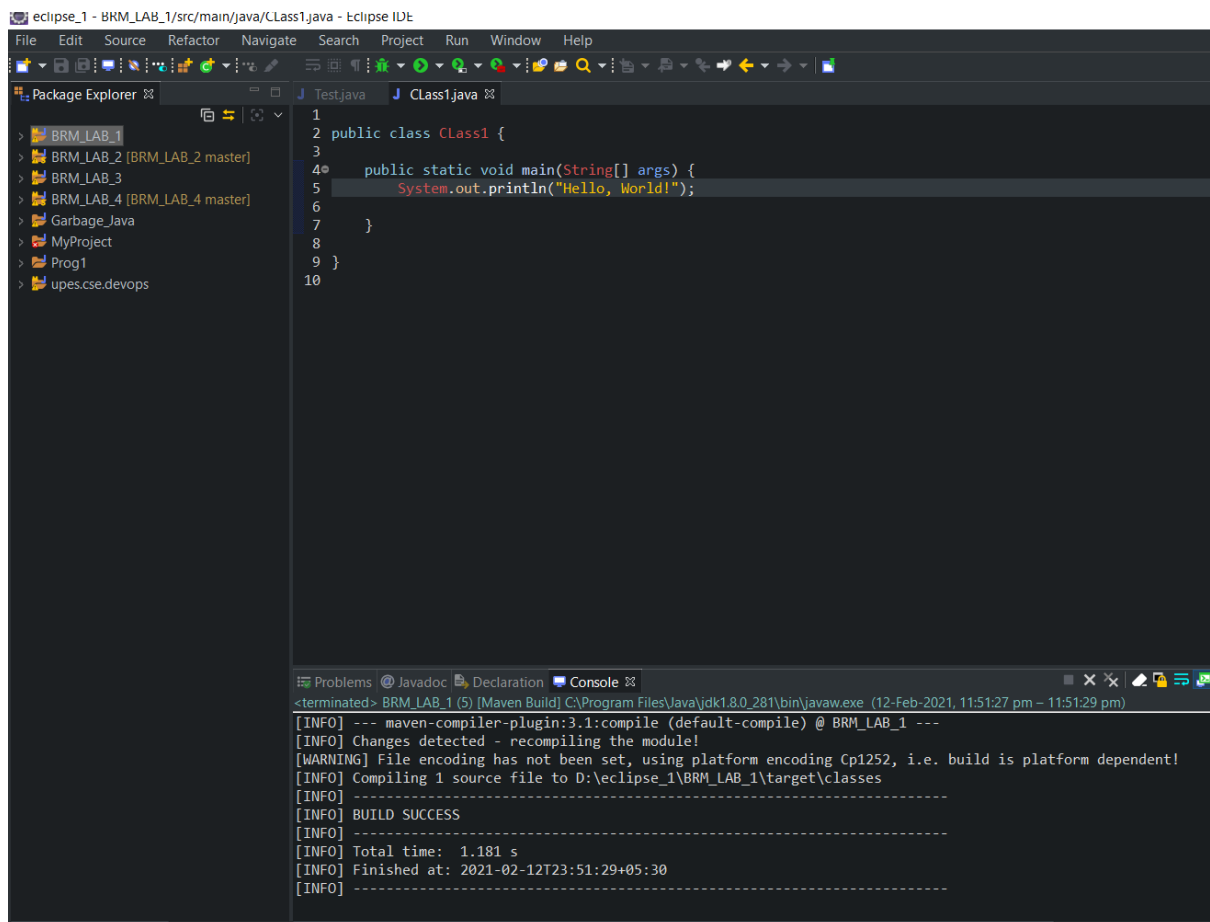 eclipse_1 - BRM_LAB_1/src/main/java/CLass1.java - Eclipse IDE
File Edit Source Refactor Navigate Search Project Run Window Help
Package Explorer
BRM_LAB_1
BRM_LAB_2 [BRM_LAB_2 master]
BRM_LAB_3
BRM_LAB_4 [BRM_LAB_4 master]
Garbage_Java
MyProject
Prog1
upes.cse.devops
Test.java CLass1.java
1
2 public class CLass1 {
3
4 public static void main(String[] args) {
5 System.out.println("Hello, World!");
6
7 }
8
9 }
10
Problems @ Javadoc Declaration Console
<terminated> BRM_LAB_1 (5) [Maven Build] C:\Program Files\Java\jdk1.8.0_281\bin\javaw.exe (12-Feb-2021, 11:51:27 pm – 11:51:29 pm)
[INFO] --- maven-compiler-plugin:3.1:compile (default-compile) @ BRM_LAB_1 ---
[INFO] Changes detected - recompiling the module!
[WARNING] File encoding has not been set, using platform encoding Cp1252, i.e. build is platform dependent!
[INFO] Compiling 1 source file to D:\eclipse_1\BRM_LAB_1\target\classes
[INFO] ------------------------------------------------------------------------
[INFO] BUILD SUCCESS
[INFO] ------------------------------------------------------------------------
[INFO] Total time: 1.181 s
[INFO] Finished at: 2021-02-12T23:51:29+05:30
[INFO] ------------------------------------------------------------------------